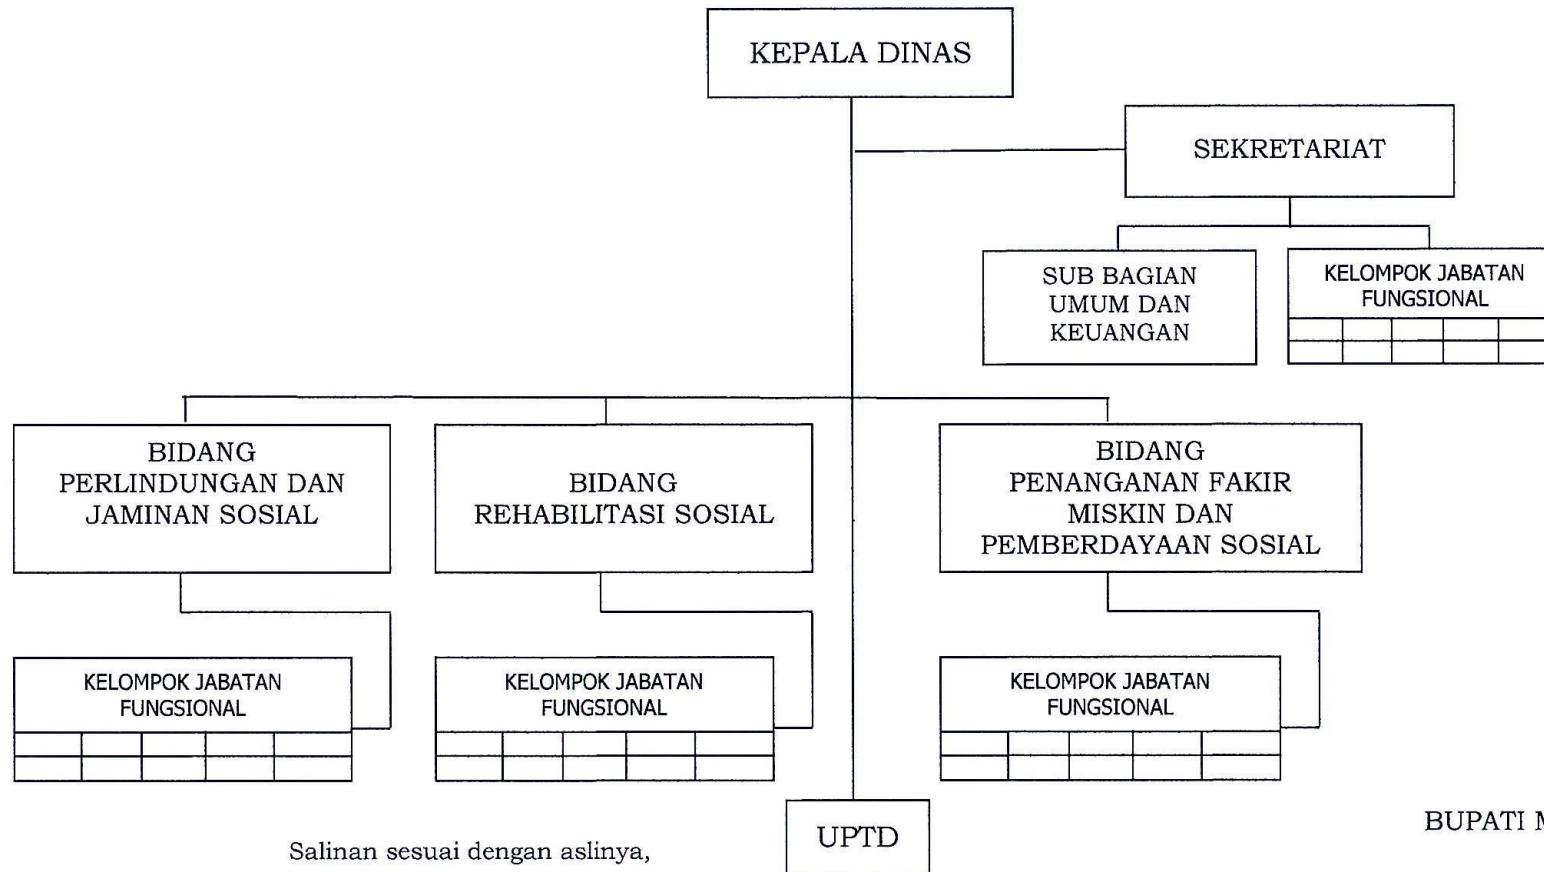 KEPALA DINAS
SEKRETARIAT
SUB BAGIAN
UMUM DAN
KEUANGAN
KELOMPOK JABATAN
FUNGSIONAL
BIDANG
PERLINDUNGAN DAN
JAMINAN SOSIAL
BIDANG
REHABILITASI SOSIAL
BIDANG
PENANGANAN FAKIR
MISKIN DAN
PEMBERDAYAAN SOSIAL
KELOMPOK JABATAN
FUNGSIONAL
KELOMPOK JABATAN
FUNGSIONAL
KELOMPOK JABATAN
FUNGSIONAL
UPTD
BUPATI
Salinan sesuai dengan aslinya,